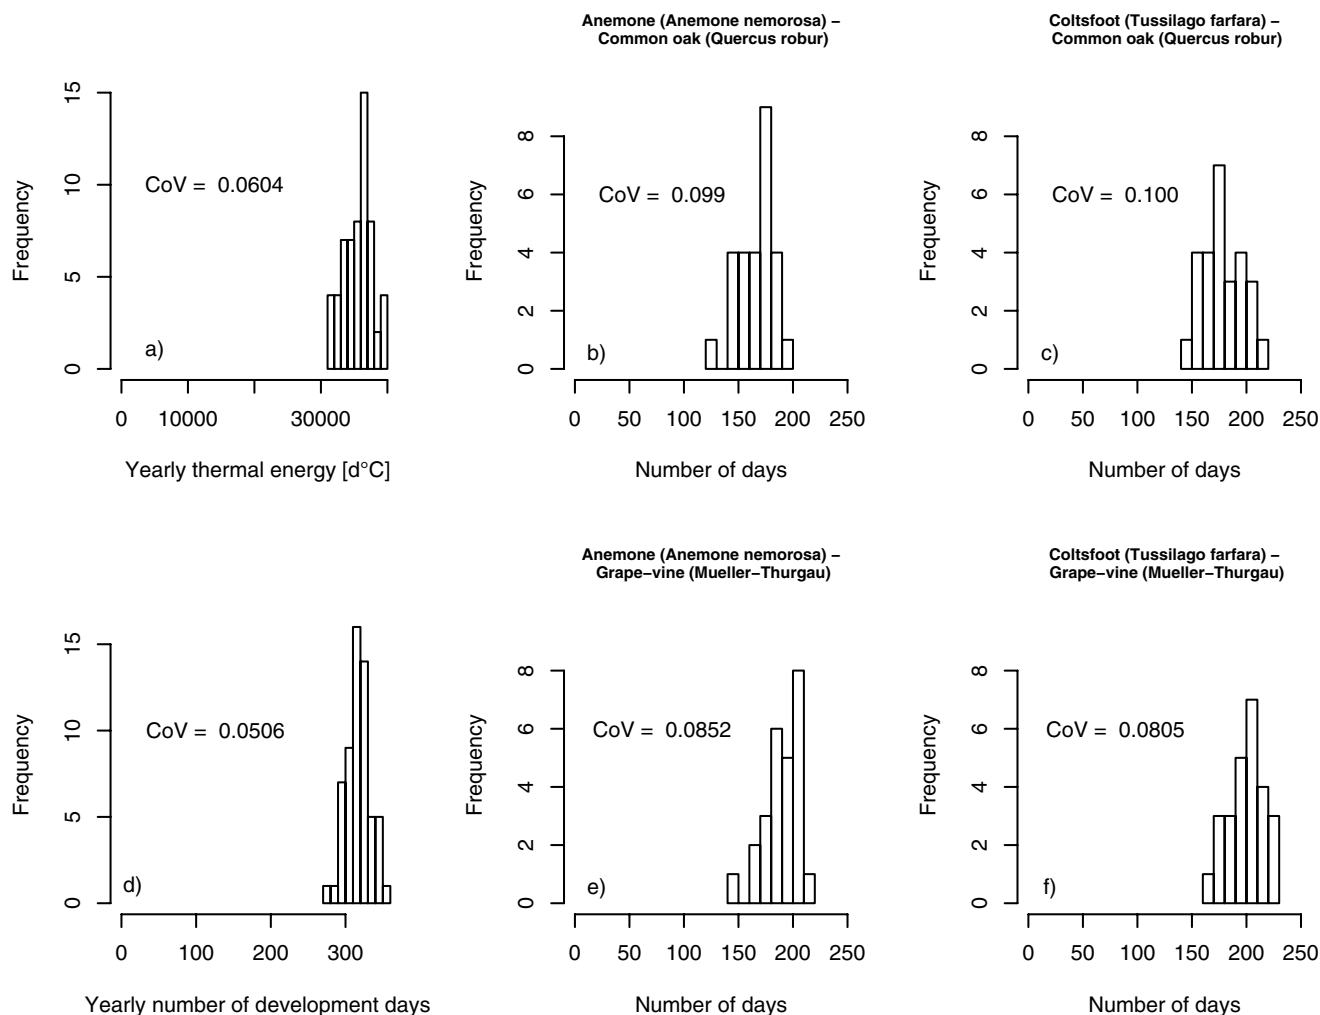 Anemone (Anemone nemorosa) –
Common oak (Quercus robur)
Coltsfoot (Tussilago farfara) –
Common oak (Quercus robur)
Frequency
0 5 10 15
CoV = 0.0604
a)
0 10000 30000
Yearly thermal energy [d°C]
Frequency
0 2 4 6 8
CoV = 0.099
b)
0 50 100 150 200 250
Number of days
Frequency
0 2 4 6 8
CoV = 0.100
c)
0 50 100 150 200 250
Number of days
Anemone (Anemone nemorosa) –
Grape–vine (Mueller–Thurgau)
Coltsfoot (Tussilago farfara) –
Grape–vine (Mueller–Thurgau)
Frequency
0 5 10 15
CoV = 0.0506
d)
0 100 200 300
Yearly number of development days
Frequency
0 2 4 6 8
CoV = 0.0852
e)
0 50 100 150 200 250
Number of days
Frequency
0 2 4 6 8
CoV = 0.0805
f)
0 50 100 150 200 250
Number of days